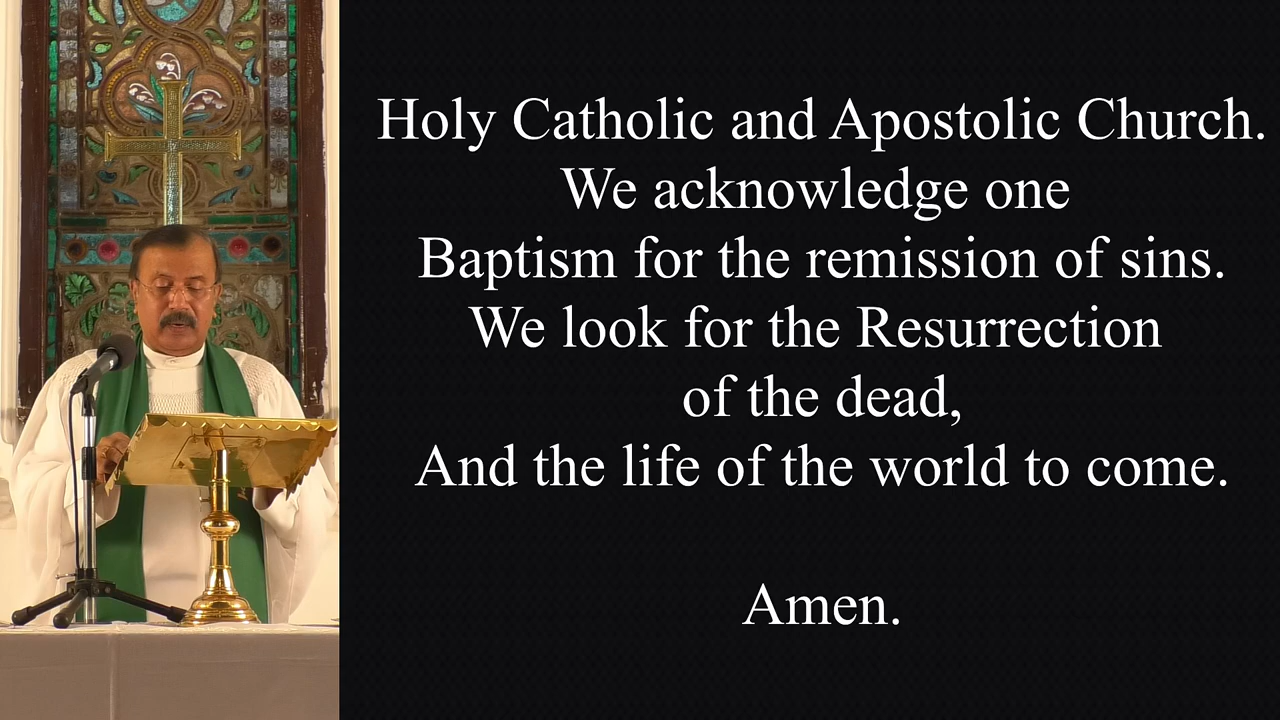 Holy Catholic and Apostolic Church.
We acknowledge one
Baptism for the remission of sins.
We look for the Resurrection
of the dead,
And the life of the world to come.
Amen.